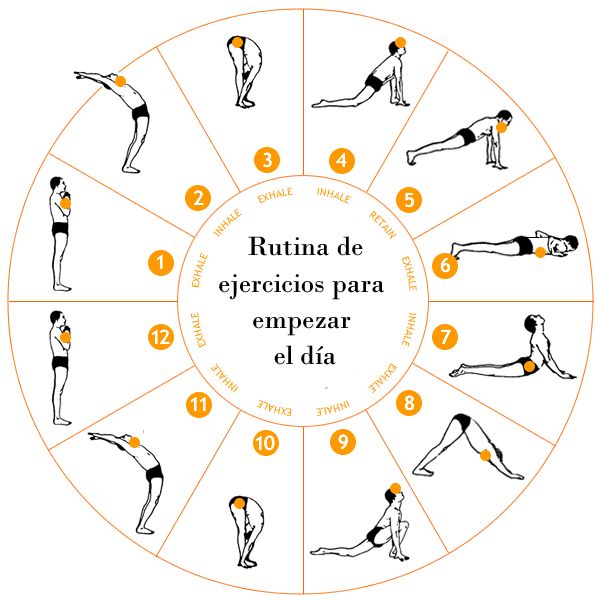 Rutina de
ejercicios para
empezar
el día
1
EXHALE
2
INHALE
3
EXHALE
4
INHALE
5
RETAIN
6
EXHALE
7
INHALE
8
EXHALE
9
INHALE
10
EXHALE
11
INHALE
12
EXHALE